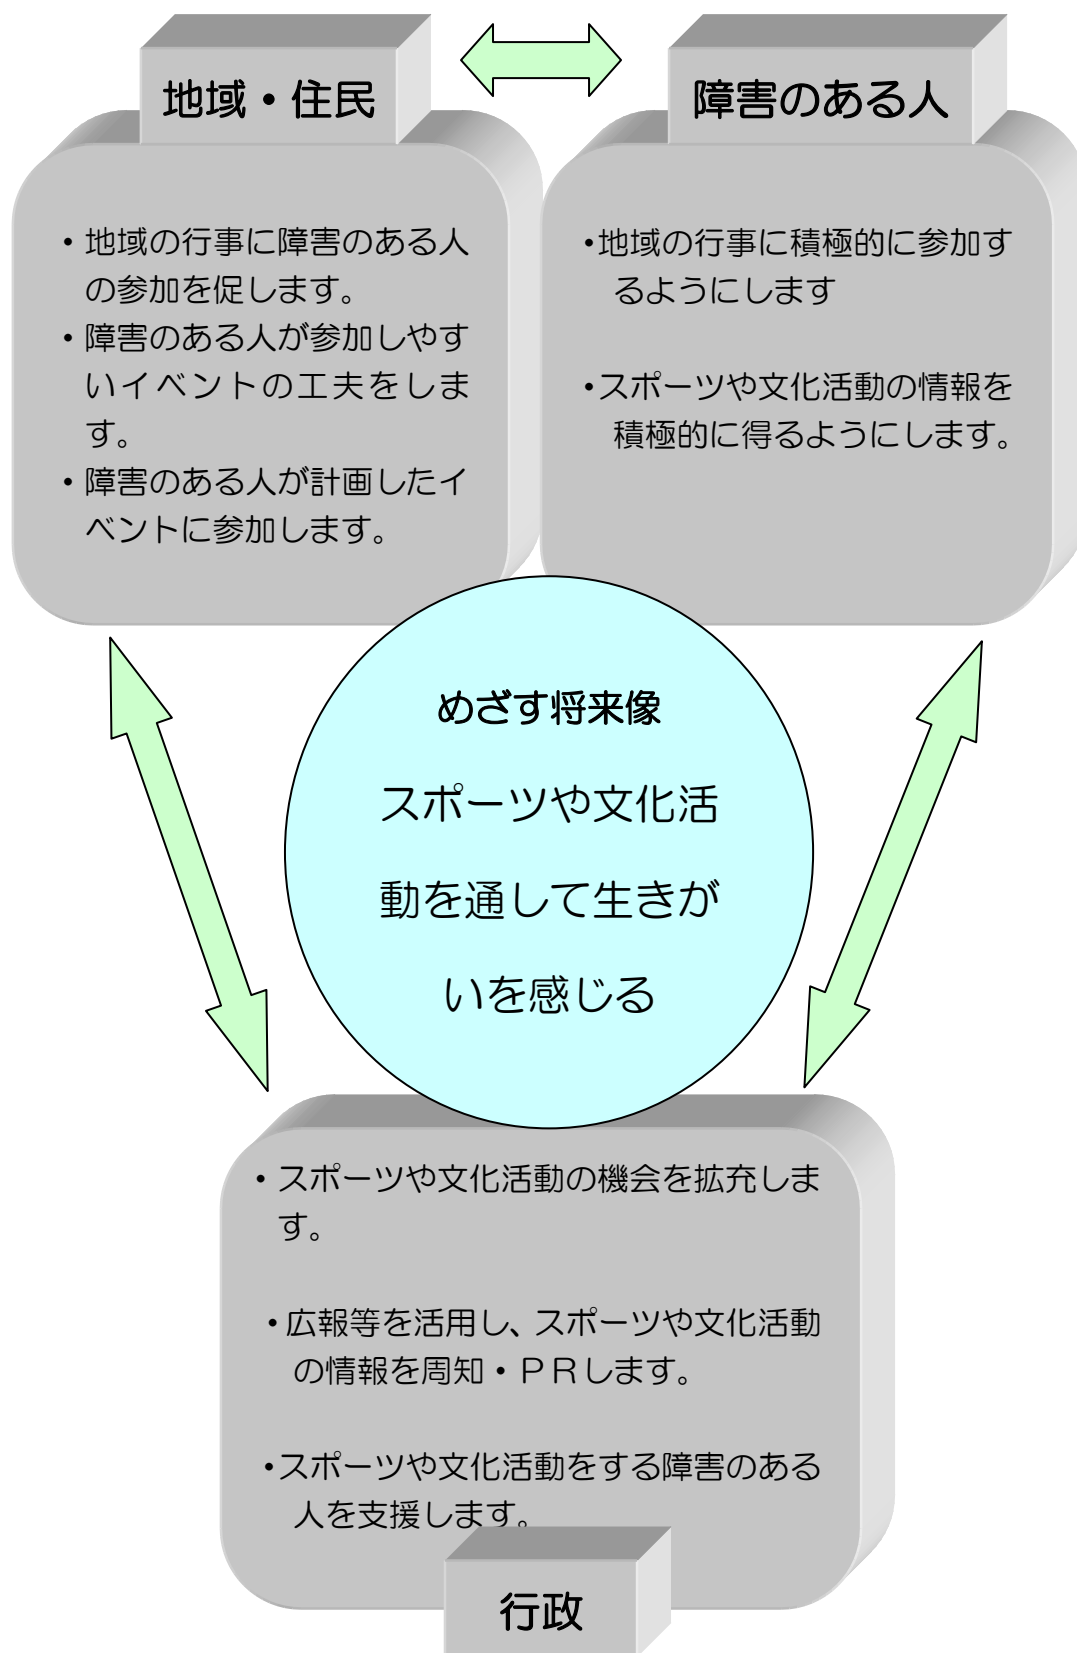 地域・住民
・地域の行事に障害のある人
の参加を促します。
・障害のある人が参加しやす
いイベントの工夫をしま
す。
・障害のある人が計画したイ
ベントに参加します。
障害のある人
・地域の行事に積極的に参加す
るようにします
・スポーツや文化活動の情報を
積極的に得るようにします。
めざす将来像
スポーツや文化活
動を通して生きが
いを感じる
・スポーツや文化活動の機会を拡充しま
す。
・広報等を活用し、スポーツや文化活動
の情報を周知・ＰＲします。
・スポーツや文化活動をする障害のある
人を支援します。
行政